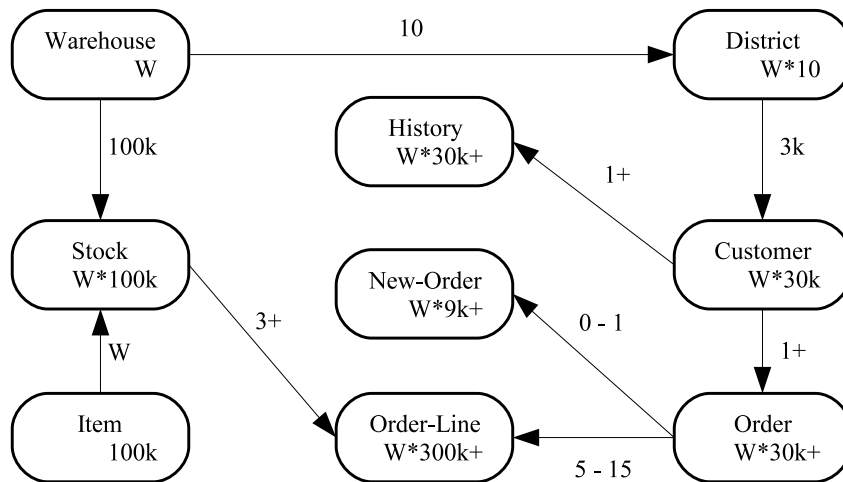 Warehouse
W
10
District
W*10
100k
History
W*30k+
1+
3k
Stock
W*100k
New-Order
W*9k+
Customer
W*30k
3+
0 - 1
W
1+
Item
100k
Order-Line
W*300k+
5 - 15
Order
W*30k+